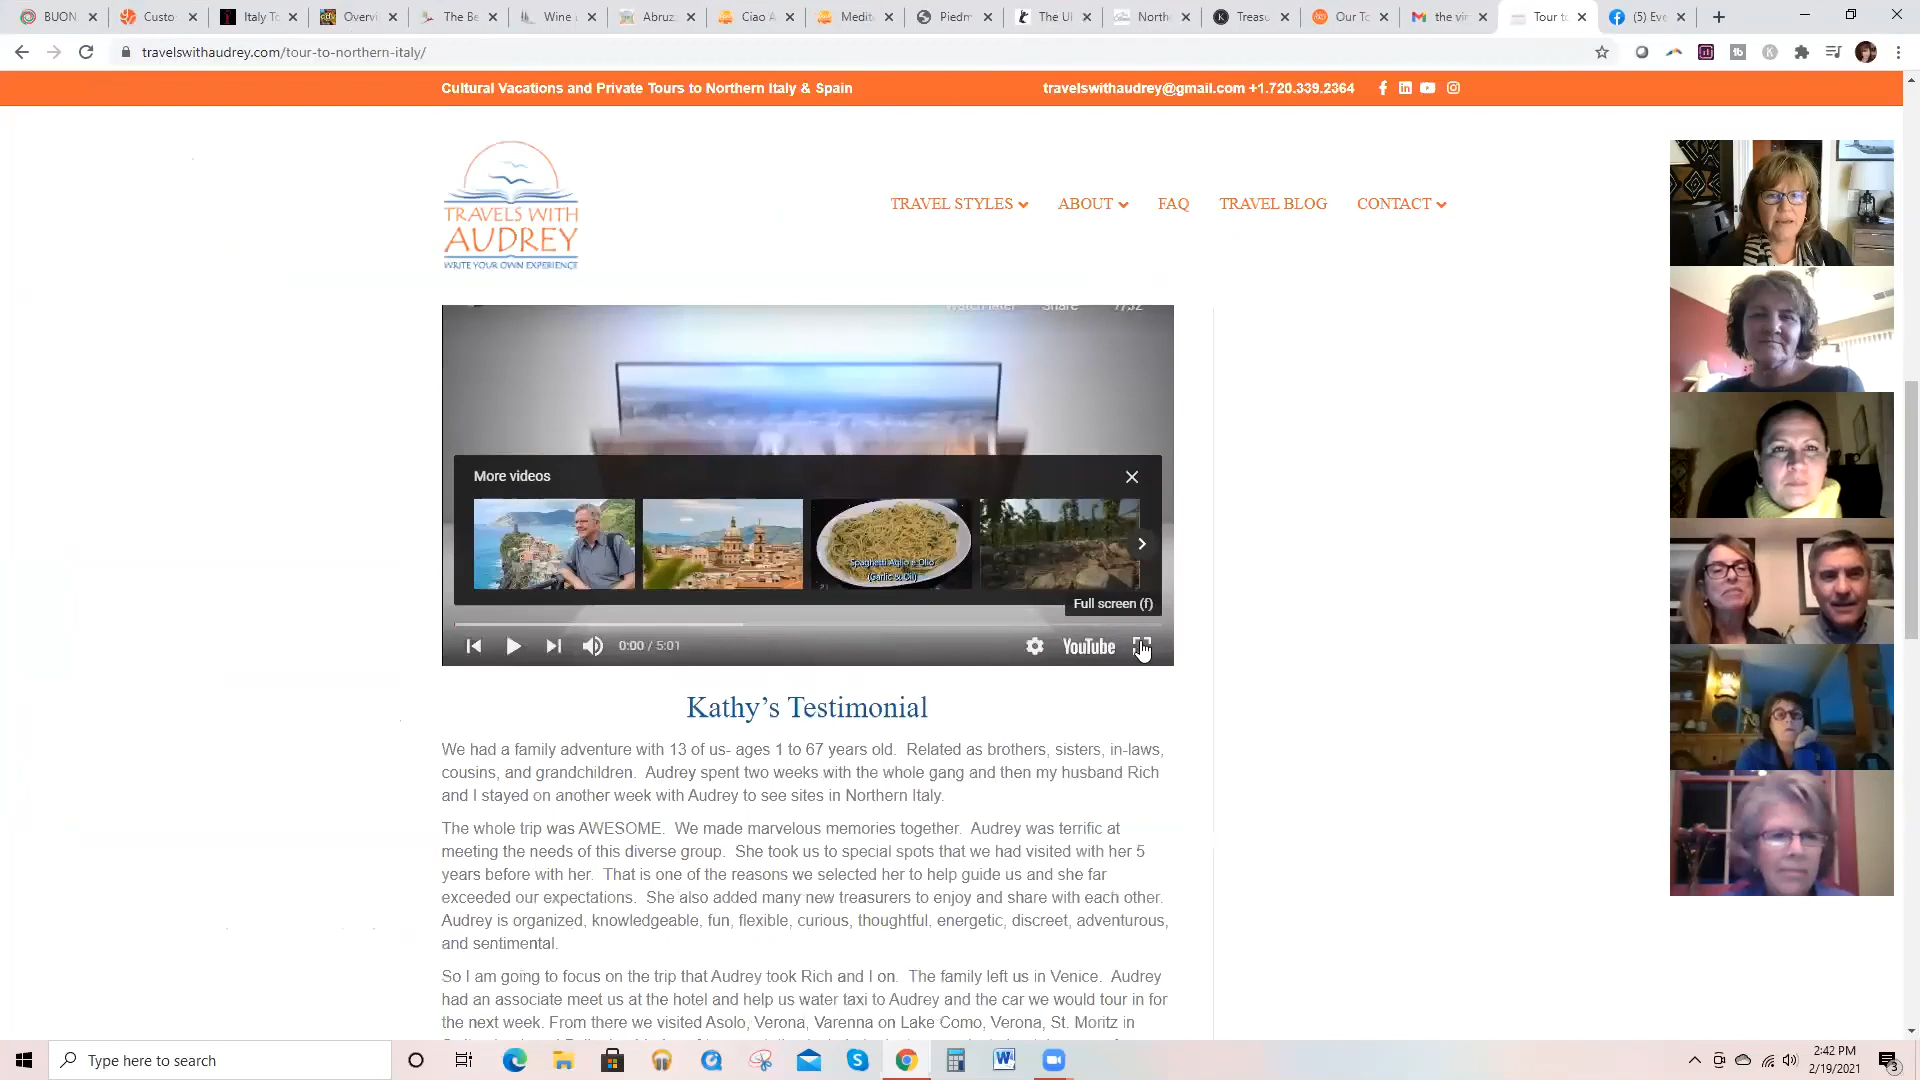 BUON
Custo
Italy To
Overvi
The Be
Wine
Abruz
Ciao A
Medit
Piedm
The Ul
North
Treasu
Our To
the vir
Tour to
(5) Eve
travelswithaudrey.com/tour-to-northern-italy/
Cultural Vacations and Private Tours to Northern Italy & Spain
travelswithaudrey@gmail.com +1.720.339.2364
TRAVELS WITH
AUDREY
WRITE YOUR OWN EXPERIENCE
TRAVEL STYLES
ABOUT
FAQ
TRAVEL BLOG
CONTACT
Watch later
Share
More videos
Spaghetti Aglio e Olio
(Garlic & Oil)
Full screen (f)
0:00 / 5:01
YouTube
Kathy's Testimonial
We had a family adventure with 13 of us- ages 1 to 67 years old.  Related as brothers, sisters, in-laws,
cousins, and grandchildren.  Audrey spent two weeks with the whole gang and then my husband Rich
and I stayed on another week with Audrey to see sites in Northern Italy.
The whole trip was AWESOME.  We made marvelous memories together.  Audrey was terrific at
meeting the needs of this diverse group.  She took us to special spots that we had visited with her 5
years before with her.  That is one of the reasons we selected her to help guide us and she far
exceeded our expectations.  She also added many new treasurers to enjoy and share with each other.
Audrey is organized, knowledgeable, fun, flexible, curious, thoughtful, energetic, discreet, adventurous,
and sentimental.
So I am going to focus on the trip that Audrey took Rich and I on.  The family left us in Venice.  Audrey
had an associate meet us at the hotel and help us water taxi to Audrey and the car we would tour in for
the next week. From there we visited Asolo, Verona, Varenna on Lake Como, Verona, St. Moritz in
Type here to search
2:42 PM
2/19/2021
3